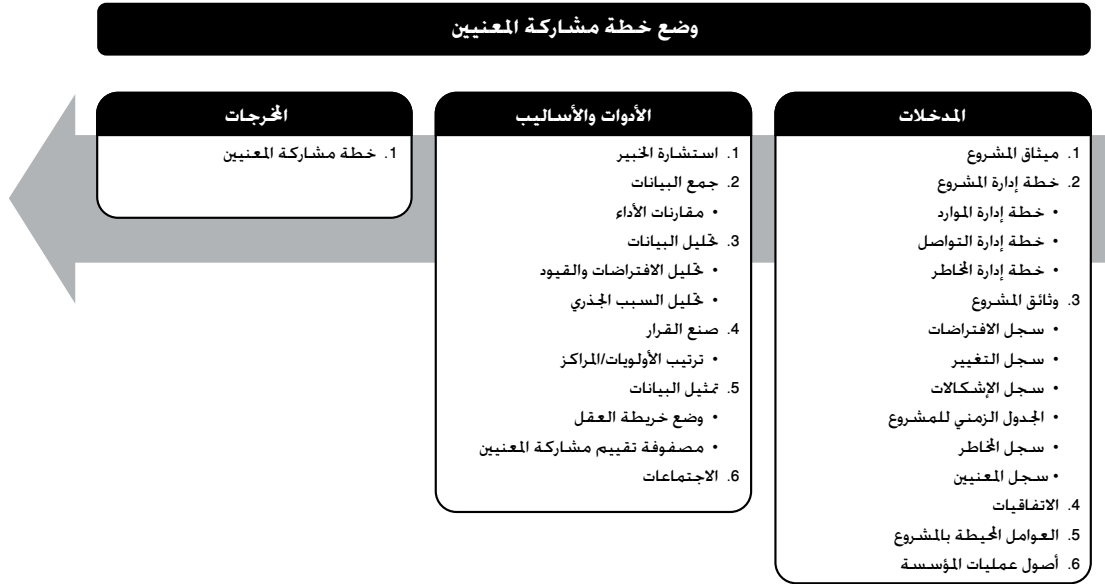 وضع خطة مشاركة المعنيين
المدخلات
1. ميثاق المشروع
2. خطة إدارة المشروع
• خطة إدارة الموارد
• خطة إدارة التواصل
• خطة إدارة المخاطر
3. وثائق المشروع
• سجل الافتراضات
• سجل التغيير
• سجل الإشكالات
• الجدول الزمني للمشروع
• سجل المخاطر
• سجل المعنيين
4. الاتفاقيات
5. العوامل المحيطة بالمشروع
6. أصول عمليات المؤسسة
الأدوات والأساليب
1. استشارة الخبير
2. جمع البيانات
• مقارنات الأداء
3. تحليل البيانات
• تحليل الافتراضات والقيود
• تحليل السبب الجذري
4. صنع القرار
• ترتيب الأولويات/المراكز
5. تمثيل البيانات
• وضع خريطة العقل
• مصفوفة تقييم مشاركة المعنيين
6. الاجتماعات
المخرجات
1. خطة مشاركة المعنيين